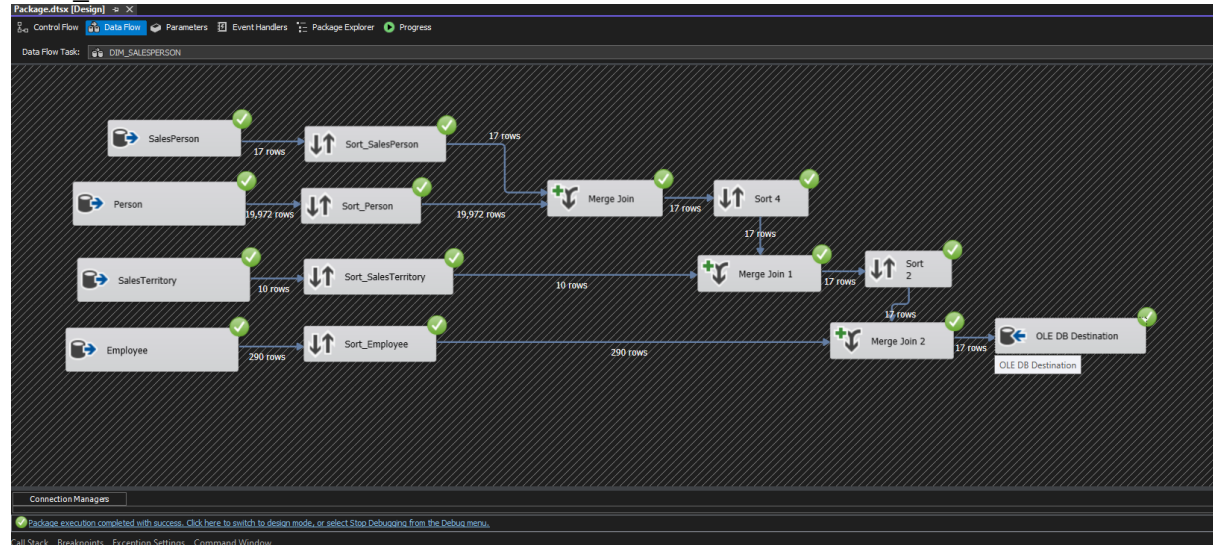 Package.dtsx [Design]
Control Flow Data Flow Parameters Event Handlers Package Explorer Progress
Data Flow Task: DIM_SALESPERSON
SalesPerson
17 rows
Sort_SalesPerson
17 rows
Person
19,972 rows
Sort_Person
19,972 rows
Merge Join
17 rows
Sort 4
17 rows
SalesTerritory
10 rows
Sort_SalesTerritory
10 rows
Merge Join 1
17 rows
Sort
2
17 rows
Employee
290 rows
Sort_Employee
290 rows
Merge Join 2
17 rows
OLE DB Destination
OLE DB Destination
Connection Managers
Package execution completed with success. Click here to switch to design mode, or select Stop Debugging from the Debug menu.
Call Stack Breakpoints Exception Settings Command Window